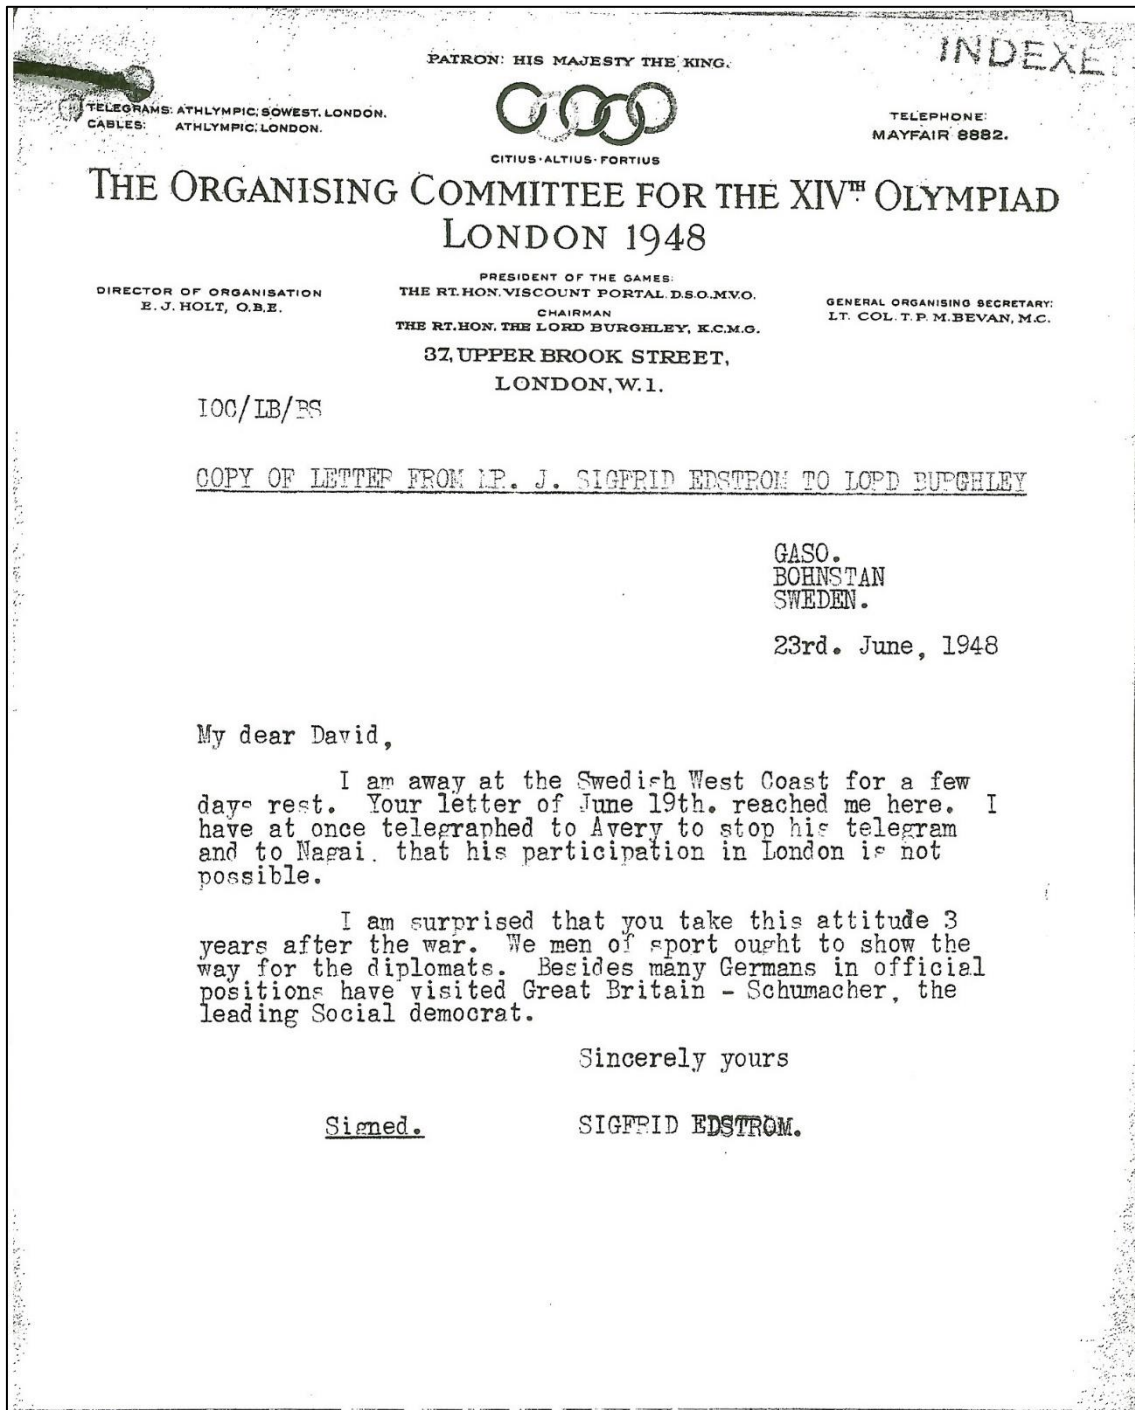 INDEXE
PATRON: HIS MAJESTY THE KING.
TELEGRAMS: ATHLYMPIC, SOWEST, LONDON.
CABLES: ATHLYMPIC, LONDON.
TELEPHONE:
MAYFAIR 8882.
CITIUS·ALTIUS·FORTIUS
THE ORGANISING COMMITTEE FOR THE XIVTH OLYMPIAD
LONDON 1948
DIRECTOR OF ORGANISATION
E. J. HOLT, O.B.E.
PRESIDENT OF THE GAMES:
THE RT. HON. VISCOUNT PORTAL. D.S.O., M.V.O.
CHAIRMAN
THE RT. HON. THE LORD BURGHLEY, K.C.M.G.
GENERAL ORGANISING SECRETARY:
LT. COL. T. P. M. BEVAN, M.C.
37, UPPER BROOK STREET,
LONDON, W. 1.
IOC/LB/BS
COPY OF LETTER FROM MR. J. SIGFRID EDSTROM TO LORD BURGHLEY
GASO.
BOHNSTAN
SWEDEN.
23rd. June, 1948
My dear David,
I am away at the Swedish West Coast for a few
days rest. Your letter of June 19th. reached me here. I
have at once telegraphed to Avery to stop his telegram
and to Nagai. that his participation in London is not
possible.
I am surprised that you take this attitude 3
years after the war. We men of sport ought to show the
way for the diplomats. Besides many Germans in official
positions have visited Great Britain - Schumacher, the
leading Social democrat.
Sincerely yours
Signed. SIGFRID EDSTROM.